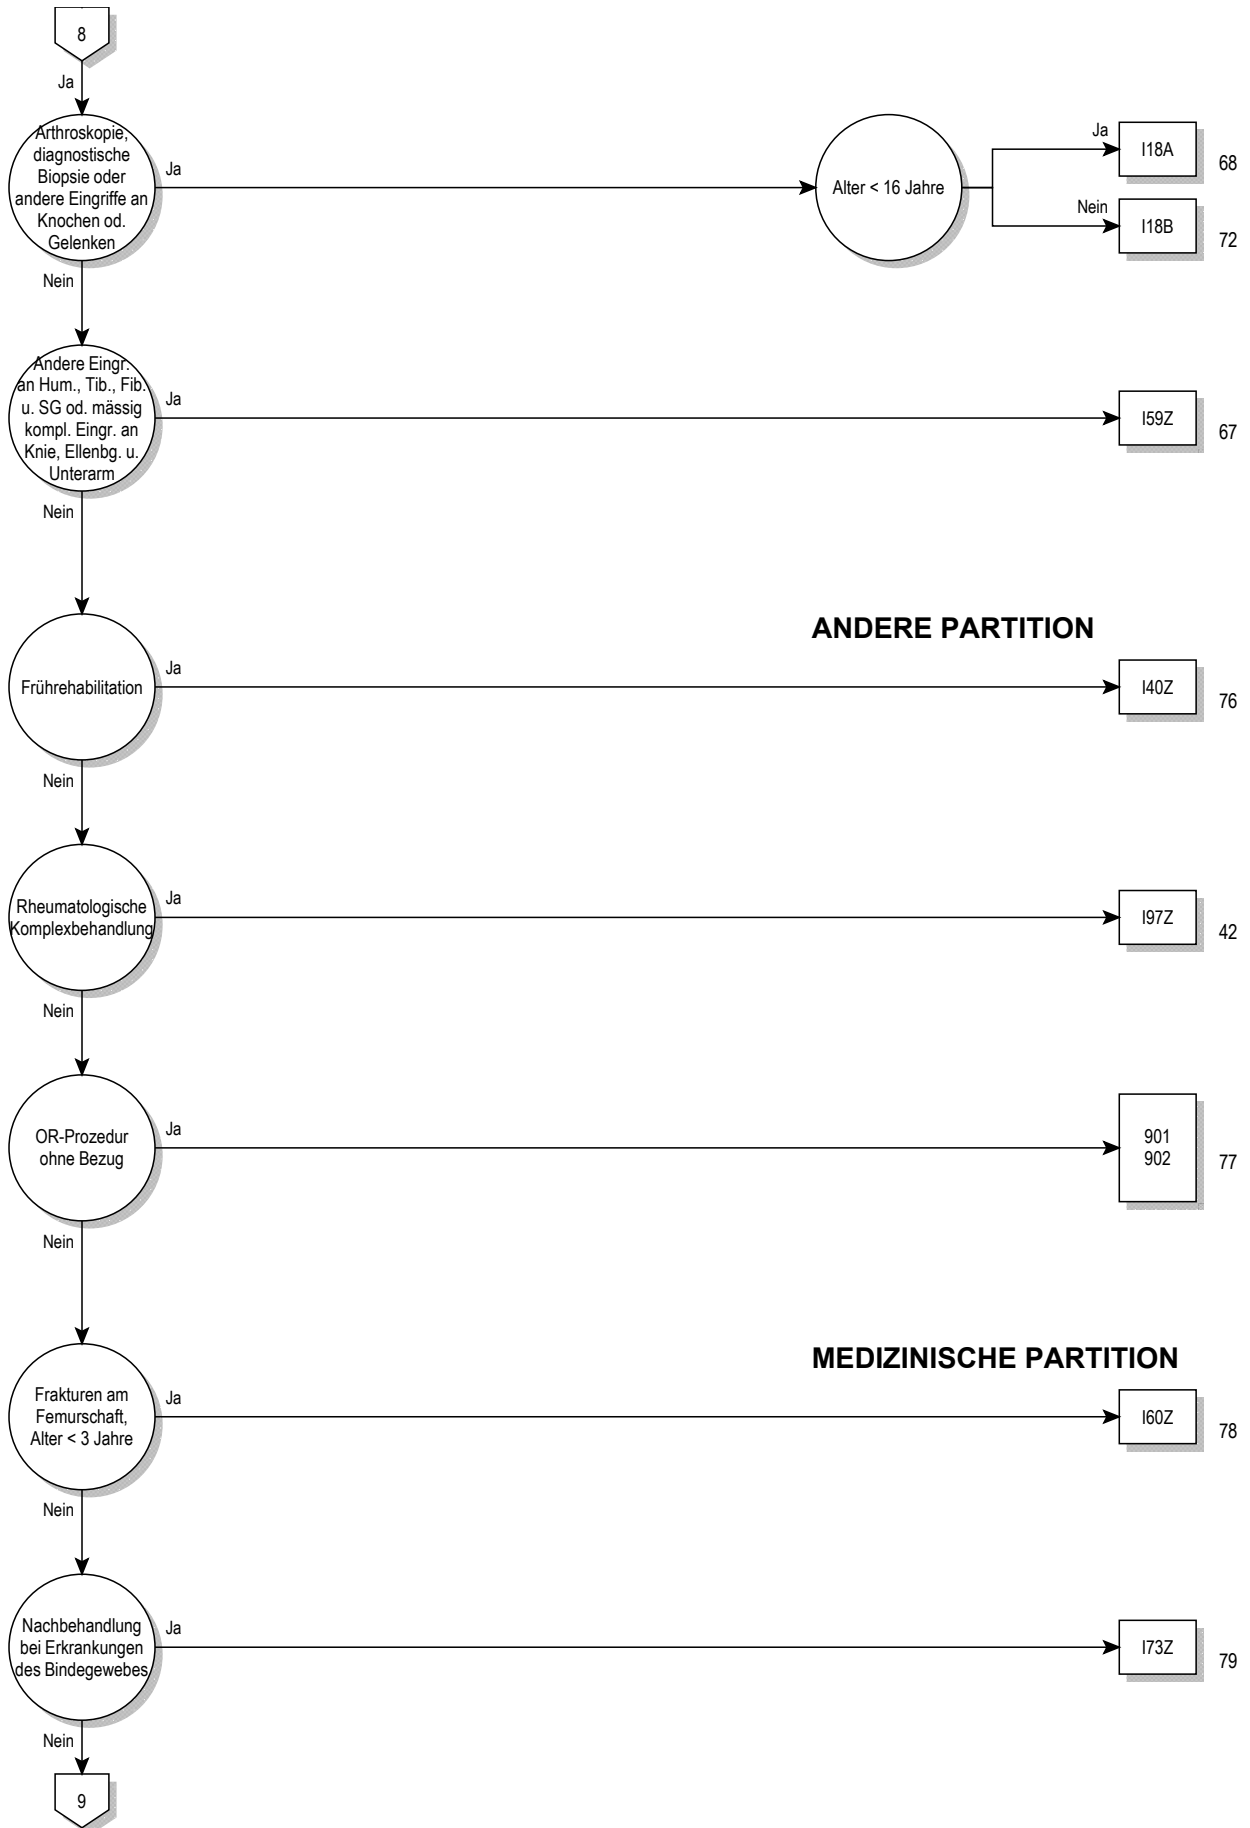 8
Ja
Arthroskopie,
diagnostische
Biopsie oder
andere Eingriffe an
Knochen od.
Gelenken
Ja
Alter < 16 Jahre
Ja
I18A
68
Nein
I18B
72
Nein
Andere Eingr.
an Hum., Tib., Fib.
u. SG od. mässig
kompl. Eingr. an
Knie, Ellenbg. u.
Unterarm
Ja
I59Z
67
Nein
ANDERE PARTITION
Frührehabilitation
Ja
I40Z
76
Nein
Rheumatologische
Komplexbehandlung
Ja
I97Z
42
Nein
OR-Prozedur
ohne Bezug
Ja
901
902
77
Nein
MEDIZINISCHE PARTITION
Frakturen am
Femurschaft,
Alter < 3 Jahre
Ja
I60Z
78
Nein
Nachbehandlung
bei Erkrankungen
des Bindegewebes
Ja
I73Z
79
Nein
9